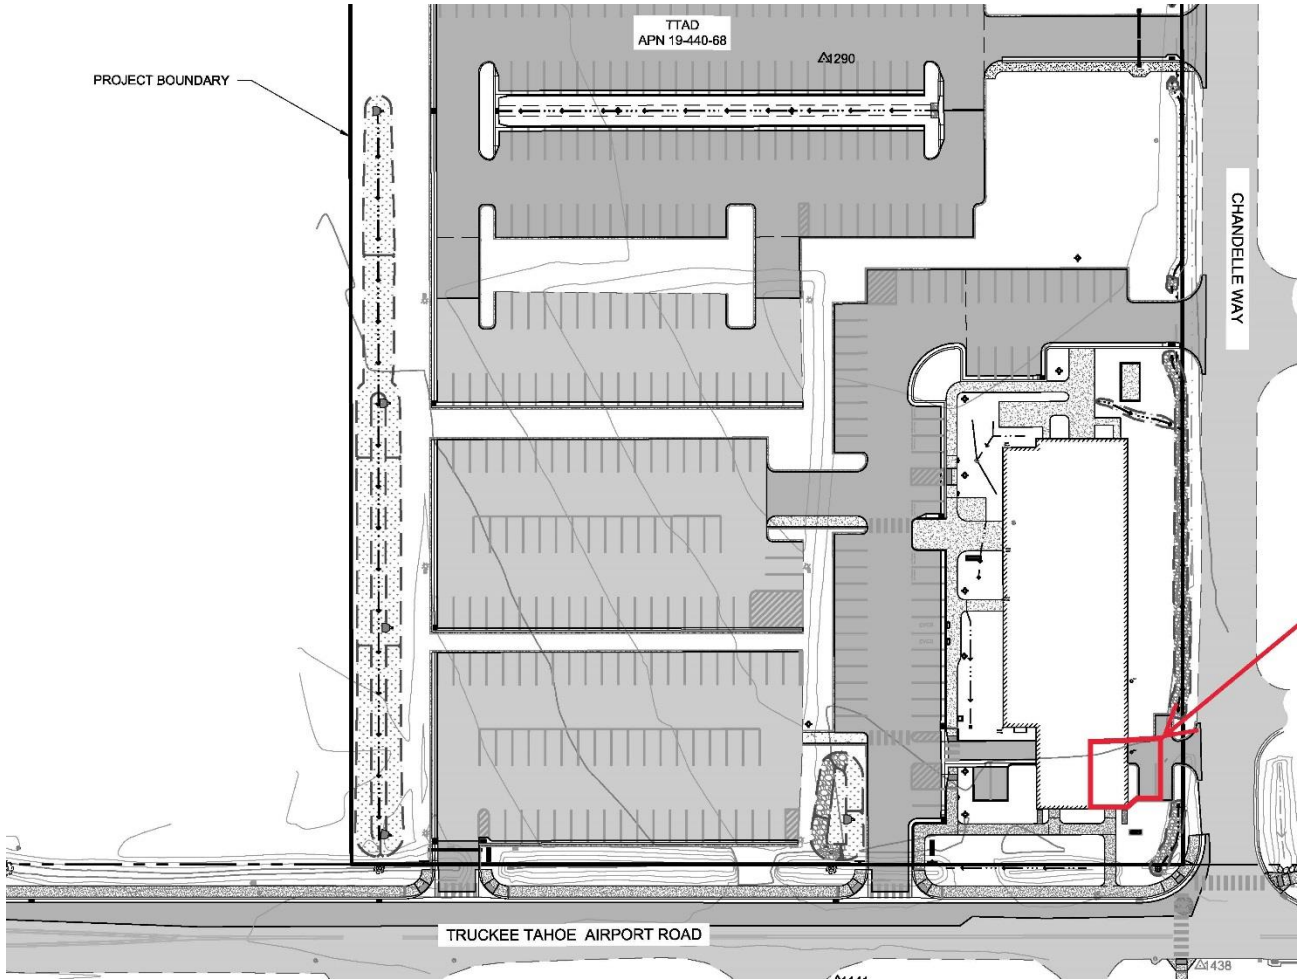 TTAD
APN 19-440-68
1290
PROJECT BOUNDARY
CHANDELLE WAY
TRUCKEE TAHOE AIRPORT ROAD
1438